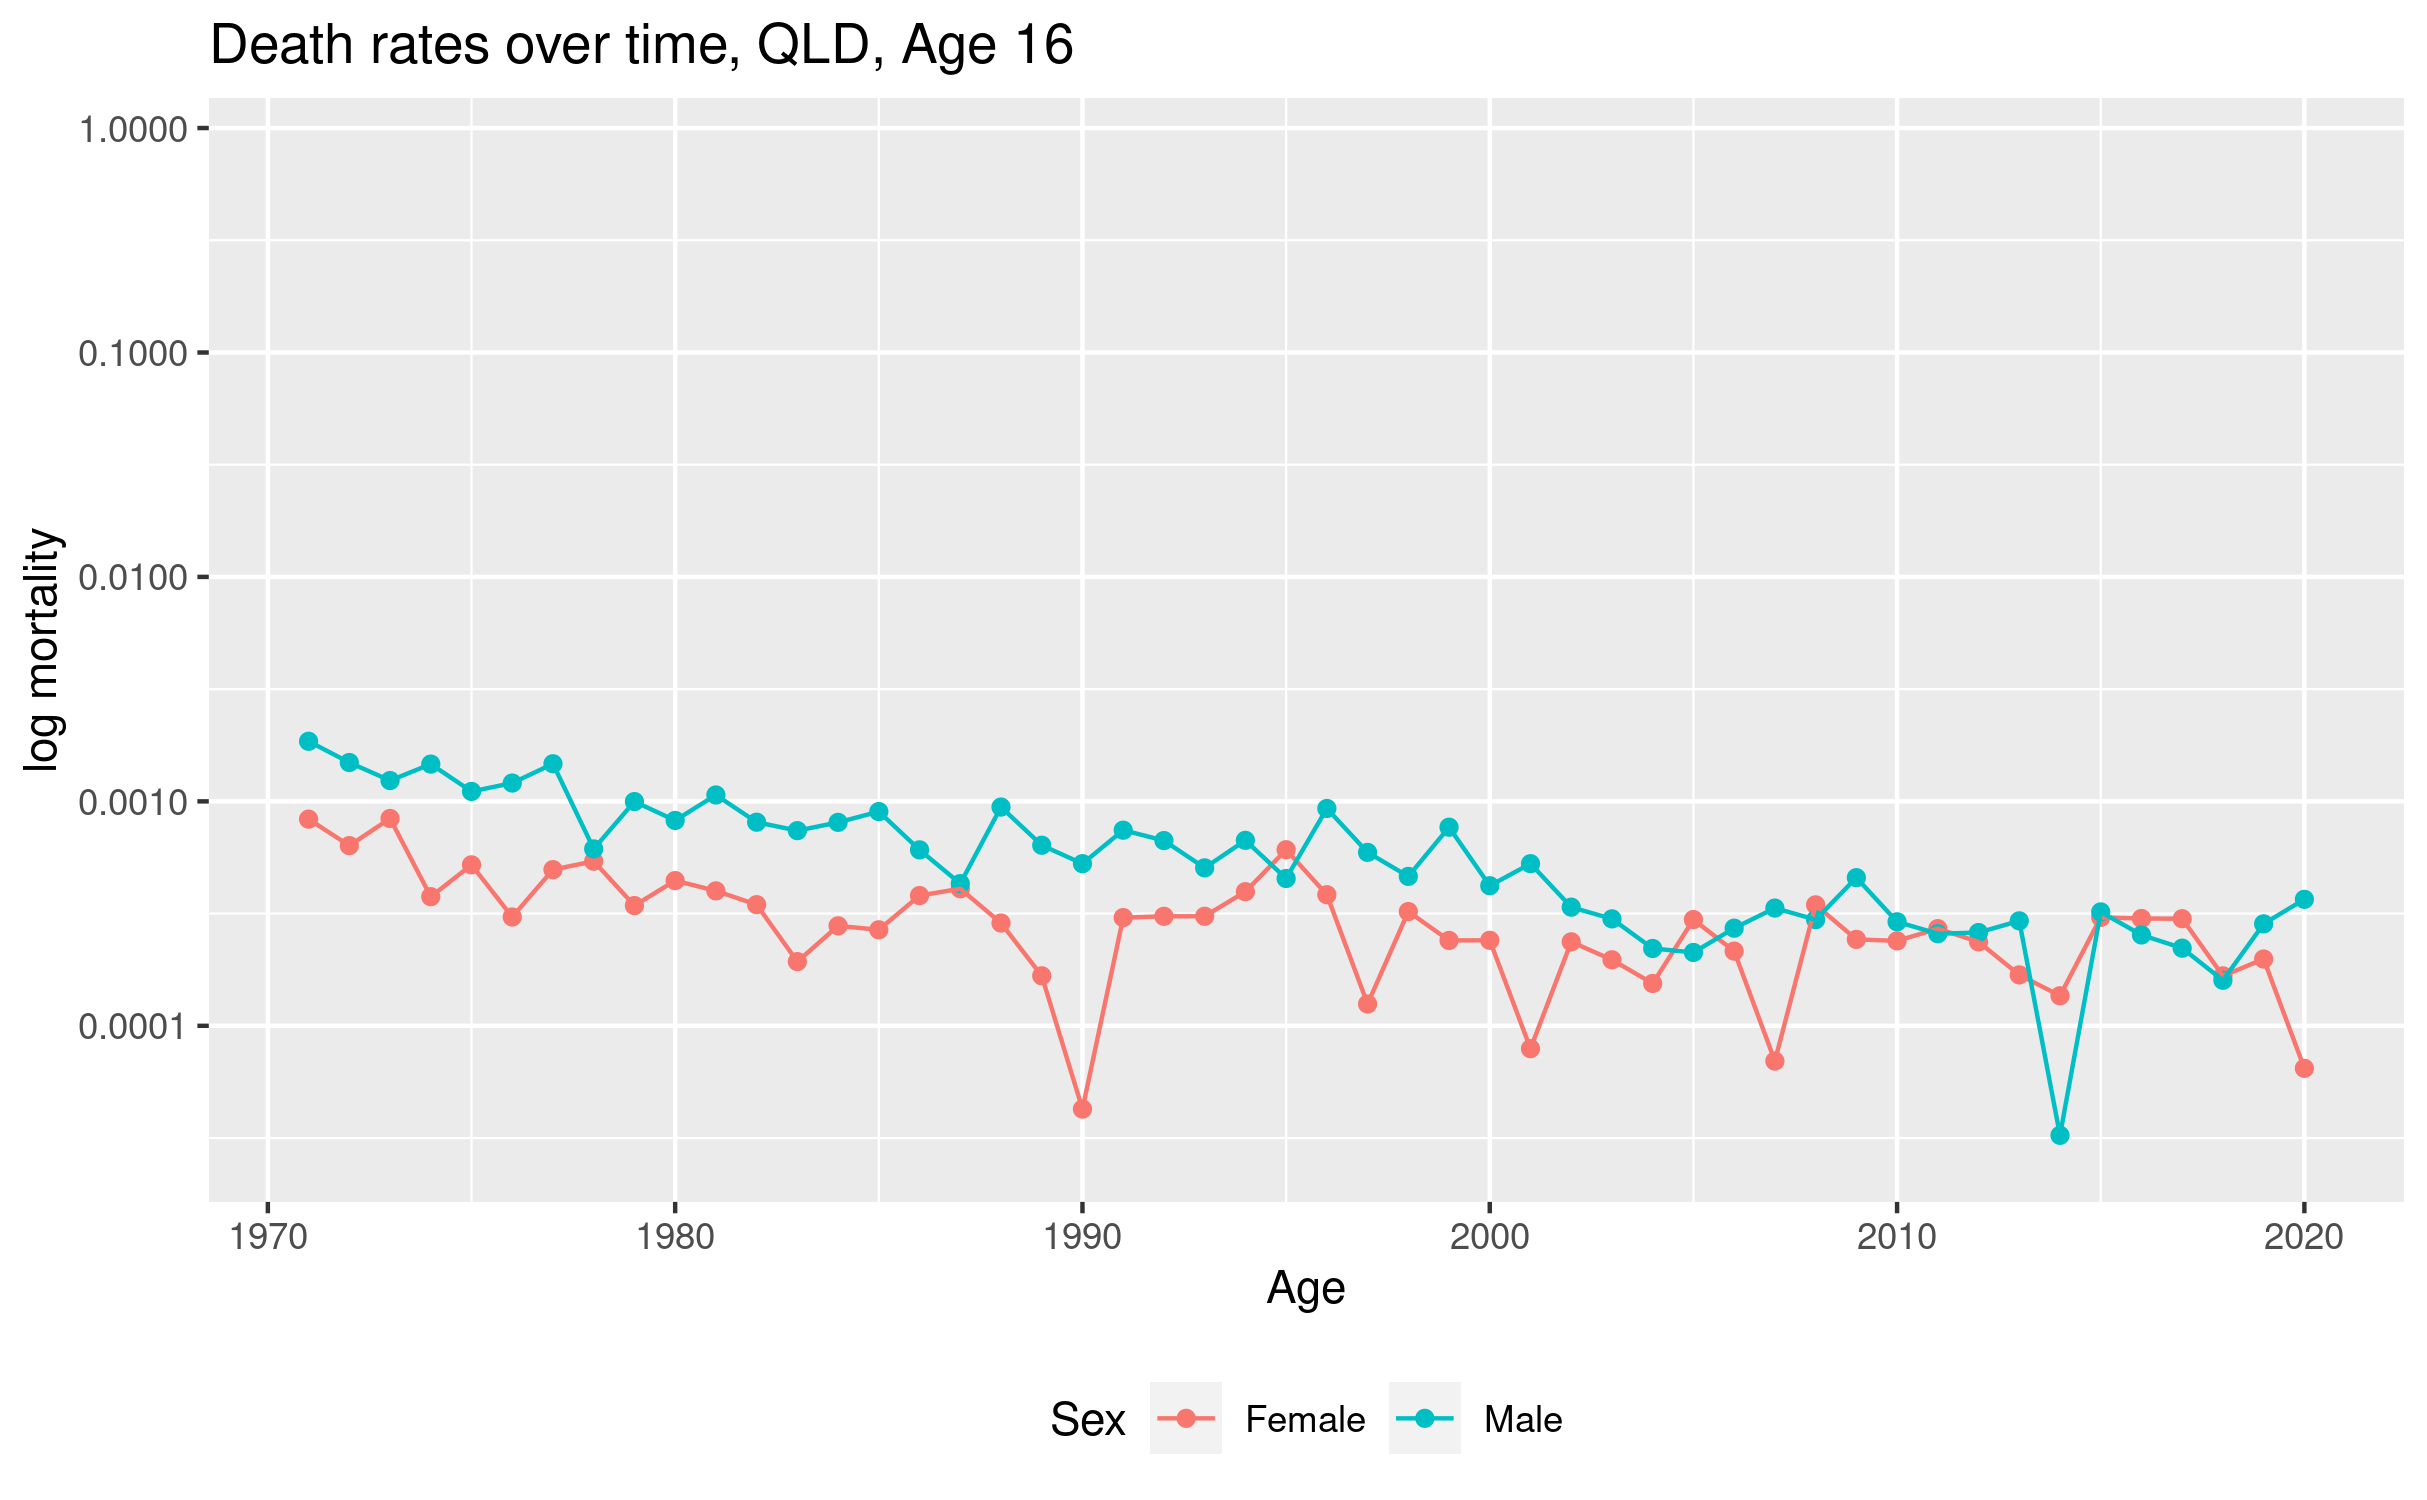 Death rates over time, QLD, Age 16
log mortality
1.0000
0.1000
0.0100
0.0010
0.0001
1970 1980 1990 2000 2010 2020
Age
Sex Female Male